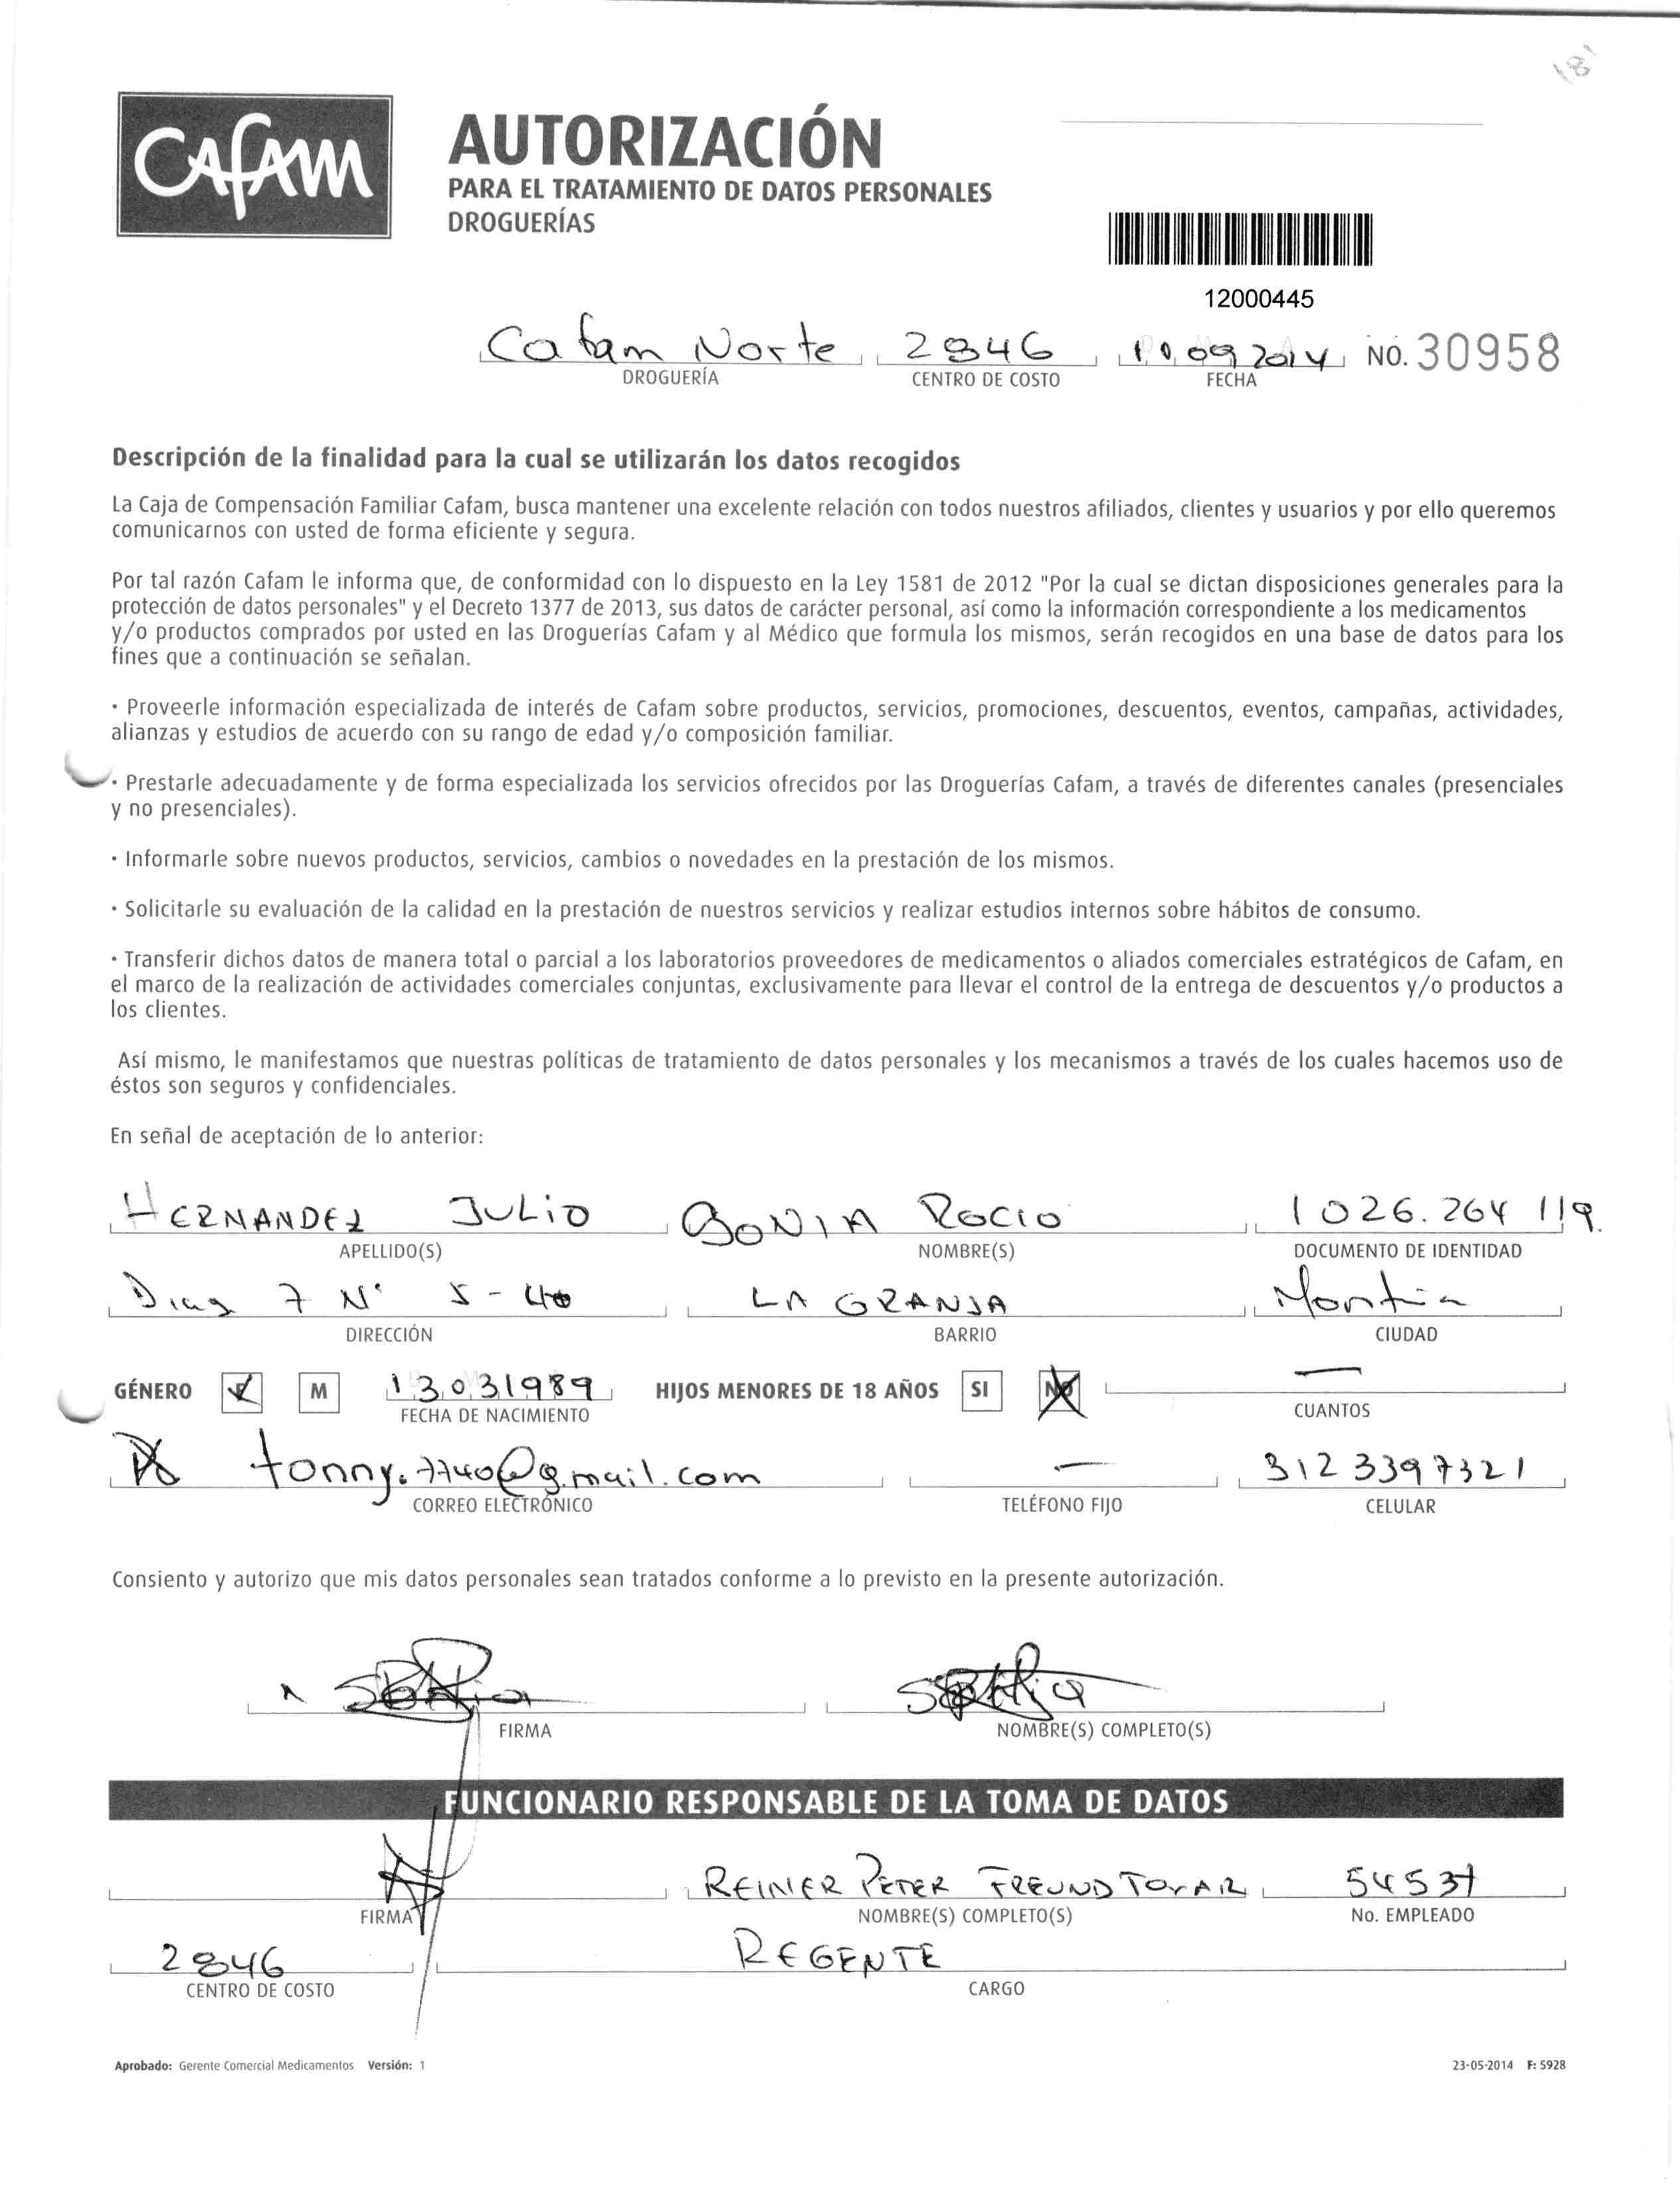 181
CAfAM
AUTORIZACIÓN
PARA EL TRATAMIENTO DE DATOS PERSONALES
DROGUERÍAS
12000445
Cafam Norte 2846 10 09 2014 NO. 30958
DROGUERÍA CENTRO DE COSTO FECHA
Descripción de la finalidad para la cual se utilizarán los datos recogidos
La Caja de Compensación Familiar Cafam, busca mantener una excelente relación con todos nuestros afiliados, clientes y usuarios y por ello queremos
comunicarnos con usted de forma eficiente y segura.
Por tal razón Cafam le informa que, de conformidad con lo dispuesto en la Ley 1581 de 2012 "Por la cual se dictan disposiciones generales para la
protección de datos personales" y el Decreto 1377 de 2013, sus datos de carácter personal, así como la información correspondiente a los medicamentos
y/o productos comprados por usted en las Droguerías Cafam y al Médico que formula los mismos, serán recogidos en una base de datos para los
fines que a continuación se señalan.
· Proveerle información especializada de interés de Cafam sobre productos, servicios, promociones, descuentos, eventos, campañas, actividades,
alianzas y estudios de acuerdo con su rango de edad y/o composición familiar.
· Prestarle adecuadamente y de forma especializada los servicios ofrecidos por las Droguerías Cafam, a través de diferentes canales (presenciales
y no presenciales).
· Informarle sobre nuevos productos, servicios, cambios o novedades en la prestación de los mismos.
· Solicitarle su evaluación de la calidad en la prestación de nuestros servicios y realizar estudios internos sobre hábitos de consumo.
· Transferir dichos datos de manera total o parcial a los laboratorios proveedores de medicamentos o aliados comerciales estratégicos de Cafam, en
el marco de la realización de actividades comerciales conjuntas, exclusivamente para llevar el control de la entrega de descuentos y/o productos a
los clientes.
Así mismo, le manifestamos que nuestras políticas de tratamiento de datos personales y los mecanismos a través de los cuales hacemos uso de
éstos son seguros y confidenciales.
En señal de aceptación de lo anterior:
HERNANDEZ JULIO SONIA ROCIO 1026.264 119.
APELLIDO(S) NOMBRE(S) DOCUMENTO DE IDENTIDAD
Diag 7 N° 5-40 LA GRANJA
DIRECCIÓN BARRIO CIUDAD
GÉNERO F M 13031989 HIJOS MENORES DE 18 AÑOS SI NO —
FECHA DE NACIMIENTO CUANTOS
tonny.7740@gmail.com — 312 3397321
CORREO ELECTRÓNICO TELÉFONO FIJO CELULAR
Consiento y autorizo que mis datos personales sean tratados conforme a lo previsto en la presente autorización.
FIRMA NOMBRE(S) COMPLETO(S)
FUNCIONARIO RESPONSABLE DE LA TOMA DE DATOS
REINER PETER FREUND TOVAR 54537
FIRMA NOMBRE(S) COMPLETO(S) No. EMPLEADO
2846 REGENTE
CENTRO DE COSTO CARGO
Aprobado: Gerente Comercial Medicamentos Versión: 1 23-05-2014 F: 5928